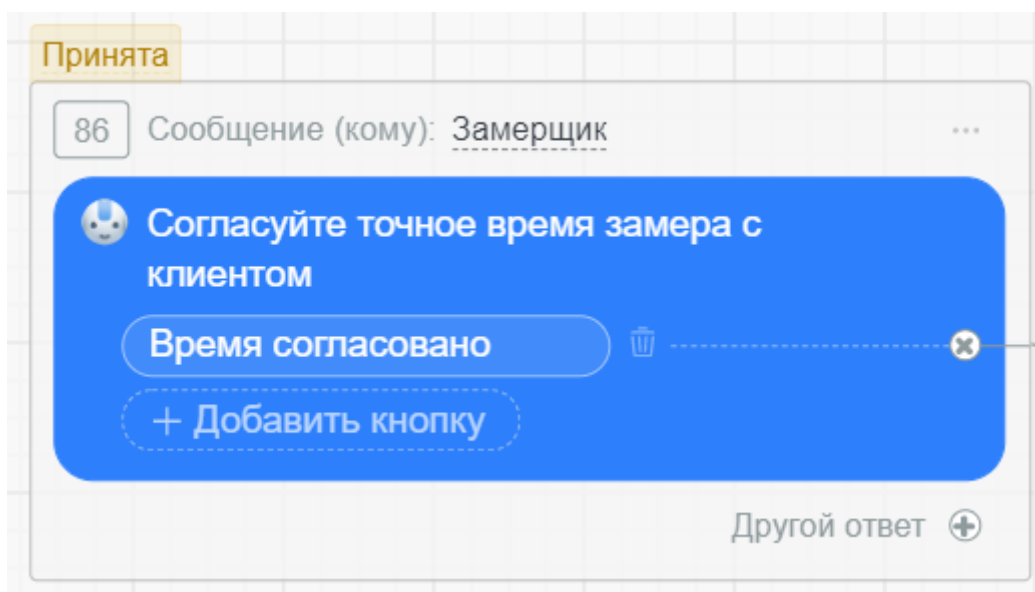 Принята
86 Сообщение (кому): Замерщик
Согласуйте точное время замера с
клиентом
Время согласовано
+ Добавить кнопку
Другой ответ